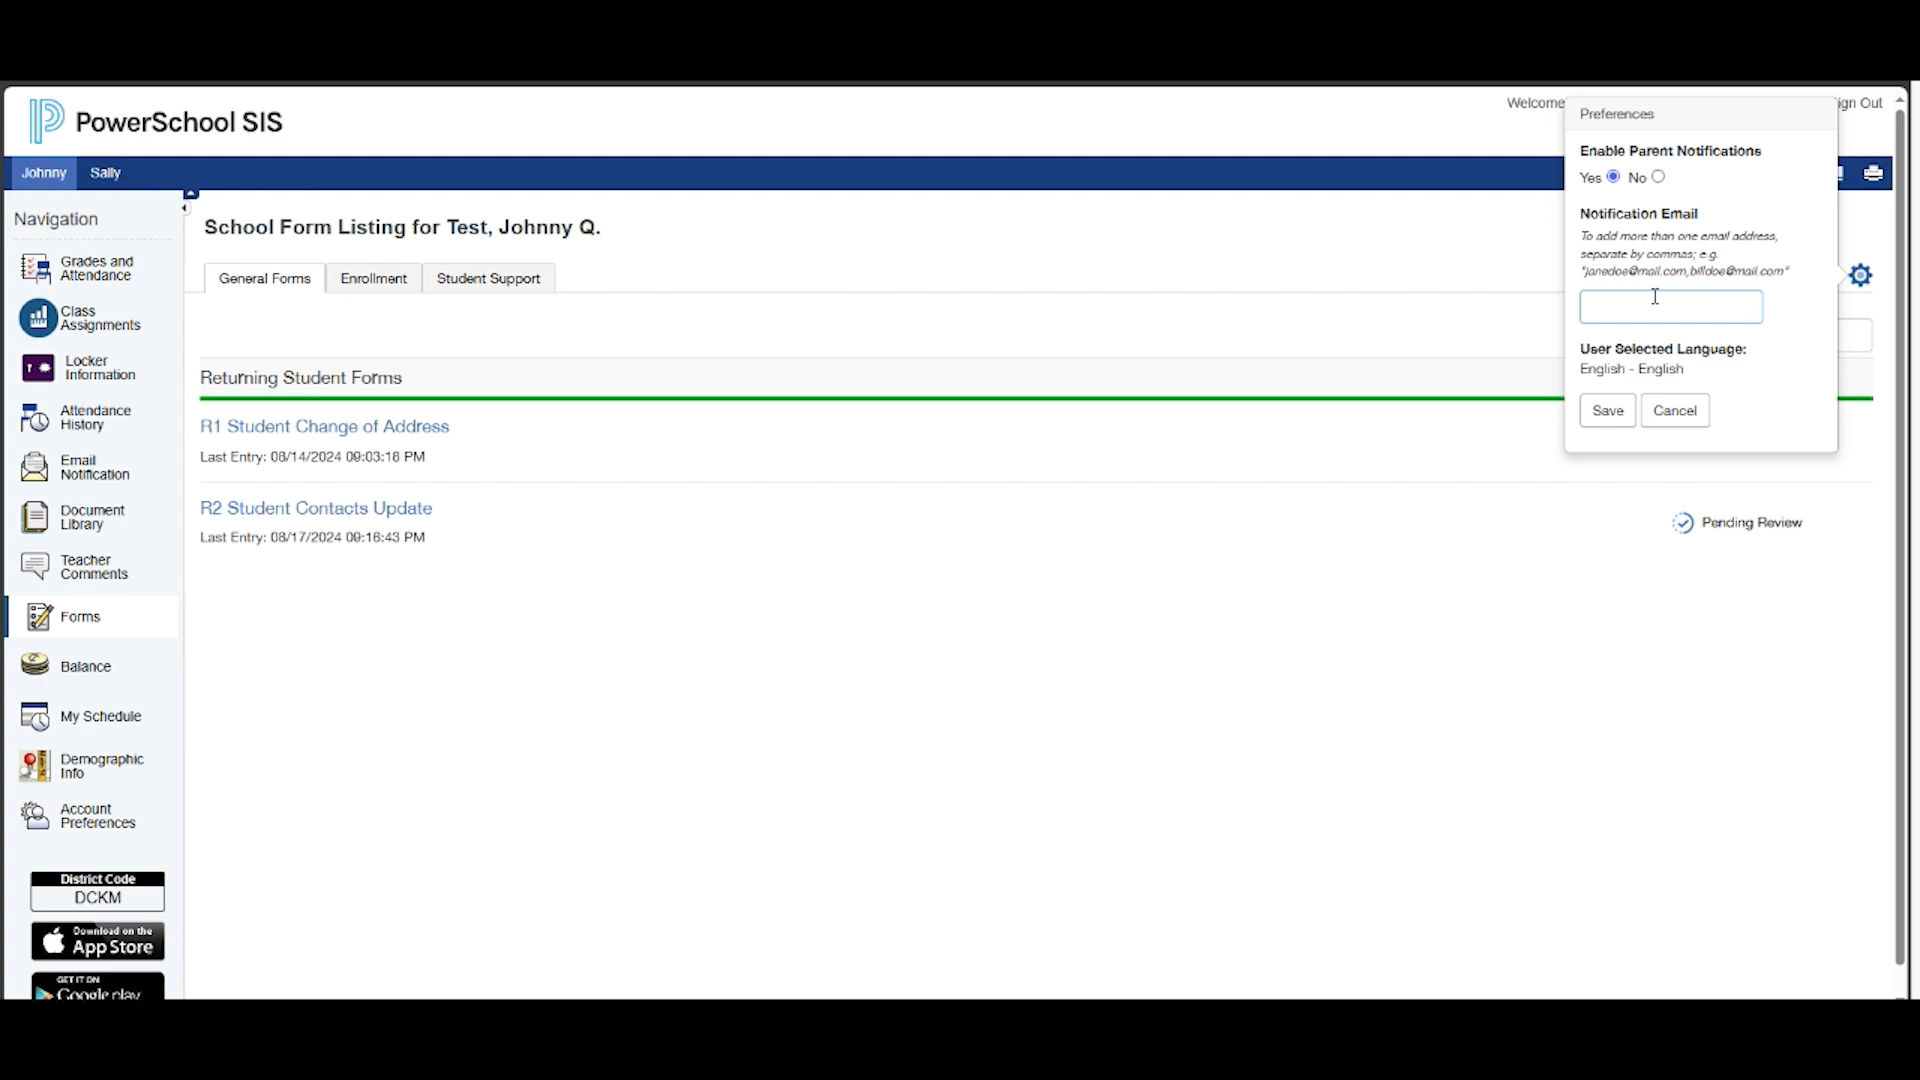 PowerSchool SIS
Welcome
ign Out
Johnny
Sally
Navigation
Grades and
Attendance
Class
Assignments
Locker
Information
Attendance
History
Email
Notification
Document
Library
Teacher
Comments
Forms
Balance
My Schedule
Demographic
Info
Account
Preferences
District Code
DCKM
Download on the
App Store
GET IT ON
Google play
School Form Listing for Test, Johnny Q.
General Forms
Enrollment
Student Support
Returning Student Forms
R1 Student Change of Address
Last Entry: 08/14/2024 09:03:18 PM
R2 Student Contacts Update
Last Entry: 08/17/2024 09:16:43 PM
Pending Review
Preferences
Enable Parent Notifications
Yes No
Notification Email
To add more than one email address,
separate by commas; e.g.
"janedoe@mail.com,billdoe@mail.com"
User Selected Language:
English - English
Save
Cancel